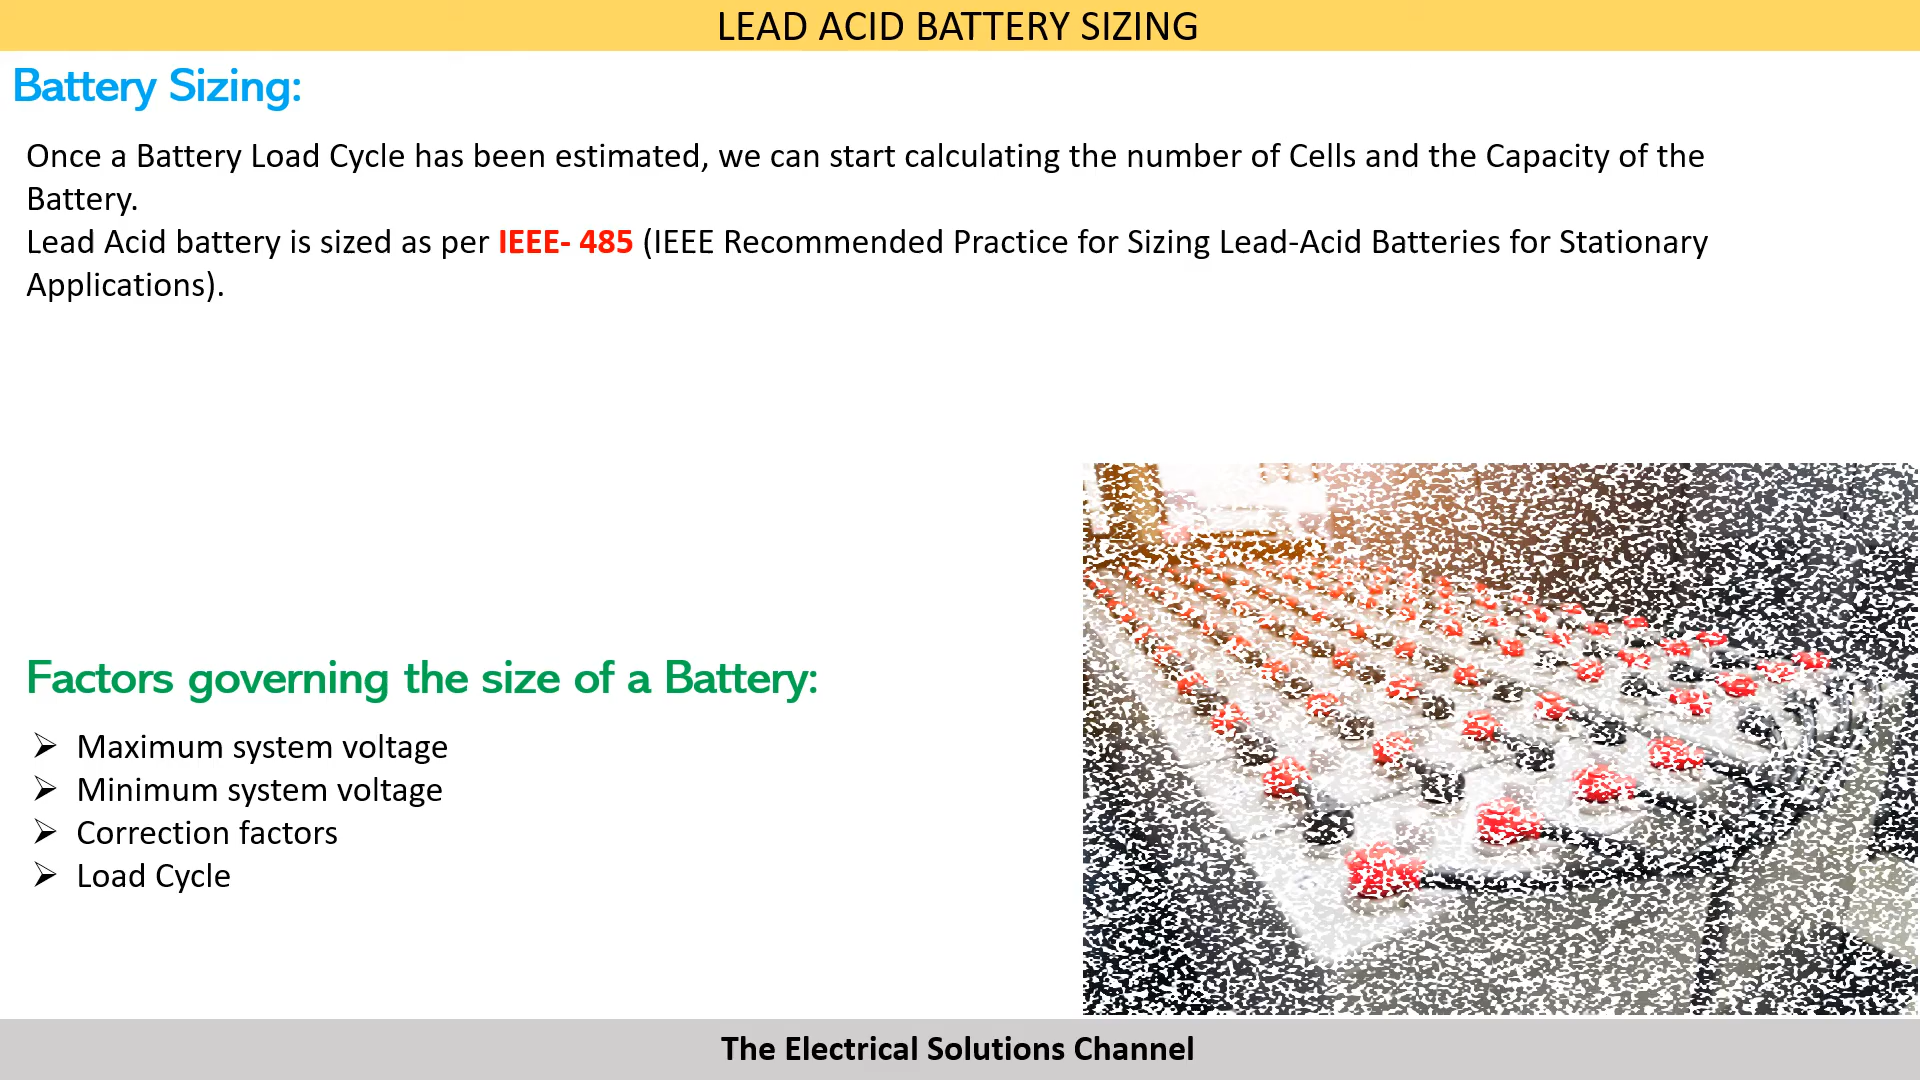 LEAD ACID BATTERY SIZING
Battery Sizing:
Once a Battery Load Cycle has been estimated, we can start calculating the number of Cells and the Capacity of the
Battery.
Lead Acid battery is sized as per IEEE- 485 (IEEE Recommended Practice for Sizing Lead-Acid Batteries for Stationary
Applications).
Factors governing the size of a Battery:
➢ Maximum system voltage
➢ Minimum system voltage
➢ Correction factors
➢ Load Cycle
The Electrical Solutions Channel